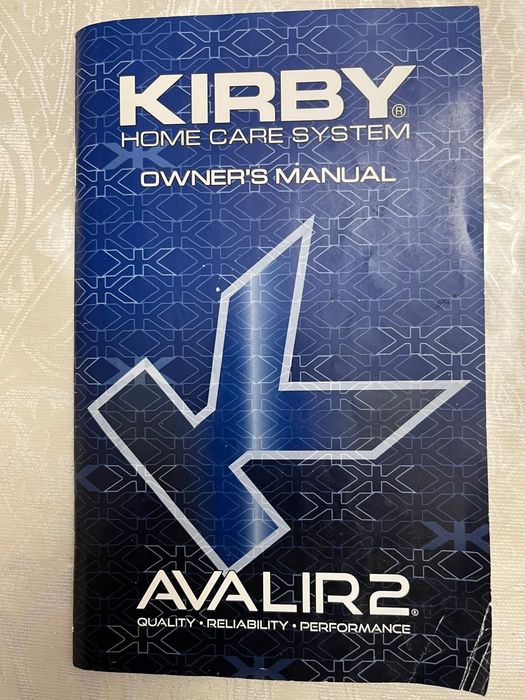 KIRBY®
HOME CARE SYSTEM
OWNER'S MANUAL
AVALIR 2®
QUALITY • RELIABILITY • PERFORMANCE